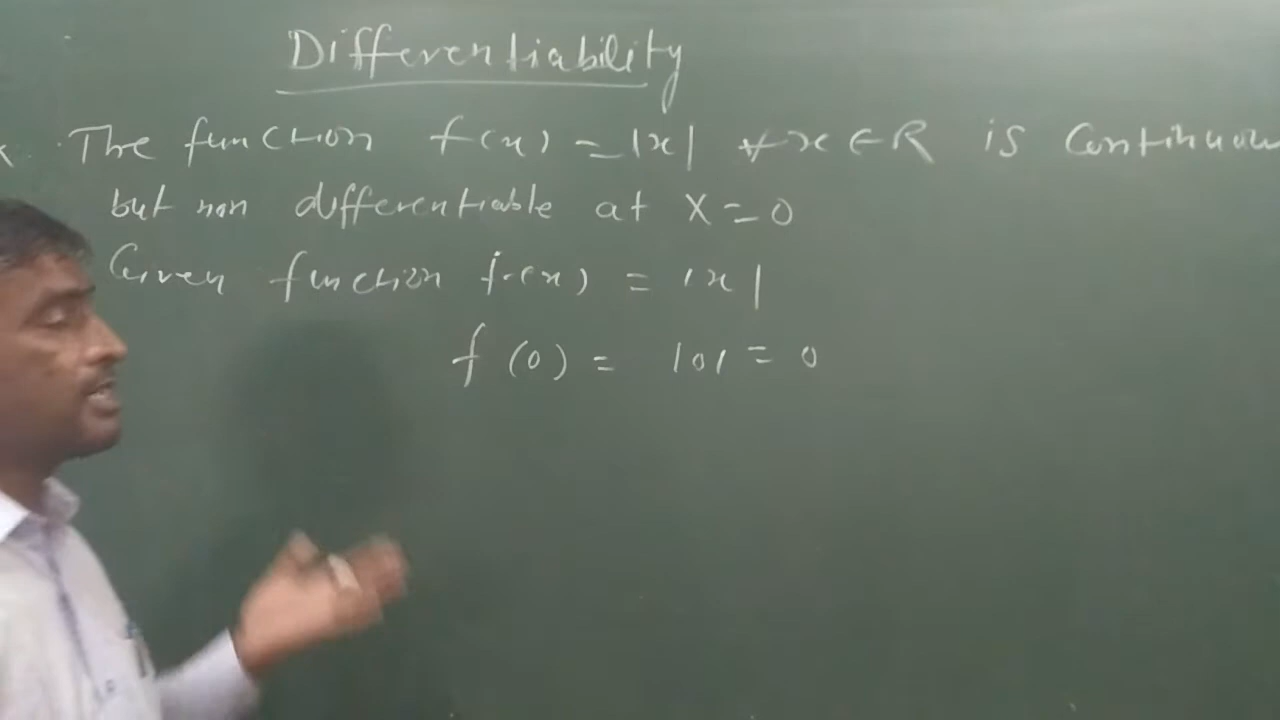 Differentiability
The function f(x) = |x| ∀ x ∈ R is Continuou
but non differentiable at X = 0
Given function f(x) = |x|
f(0) = |0| = 0